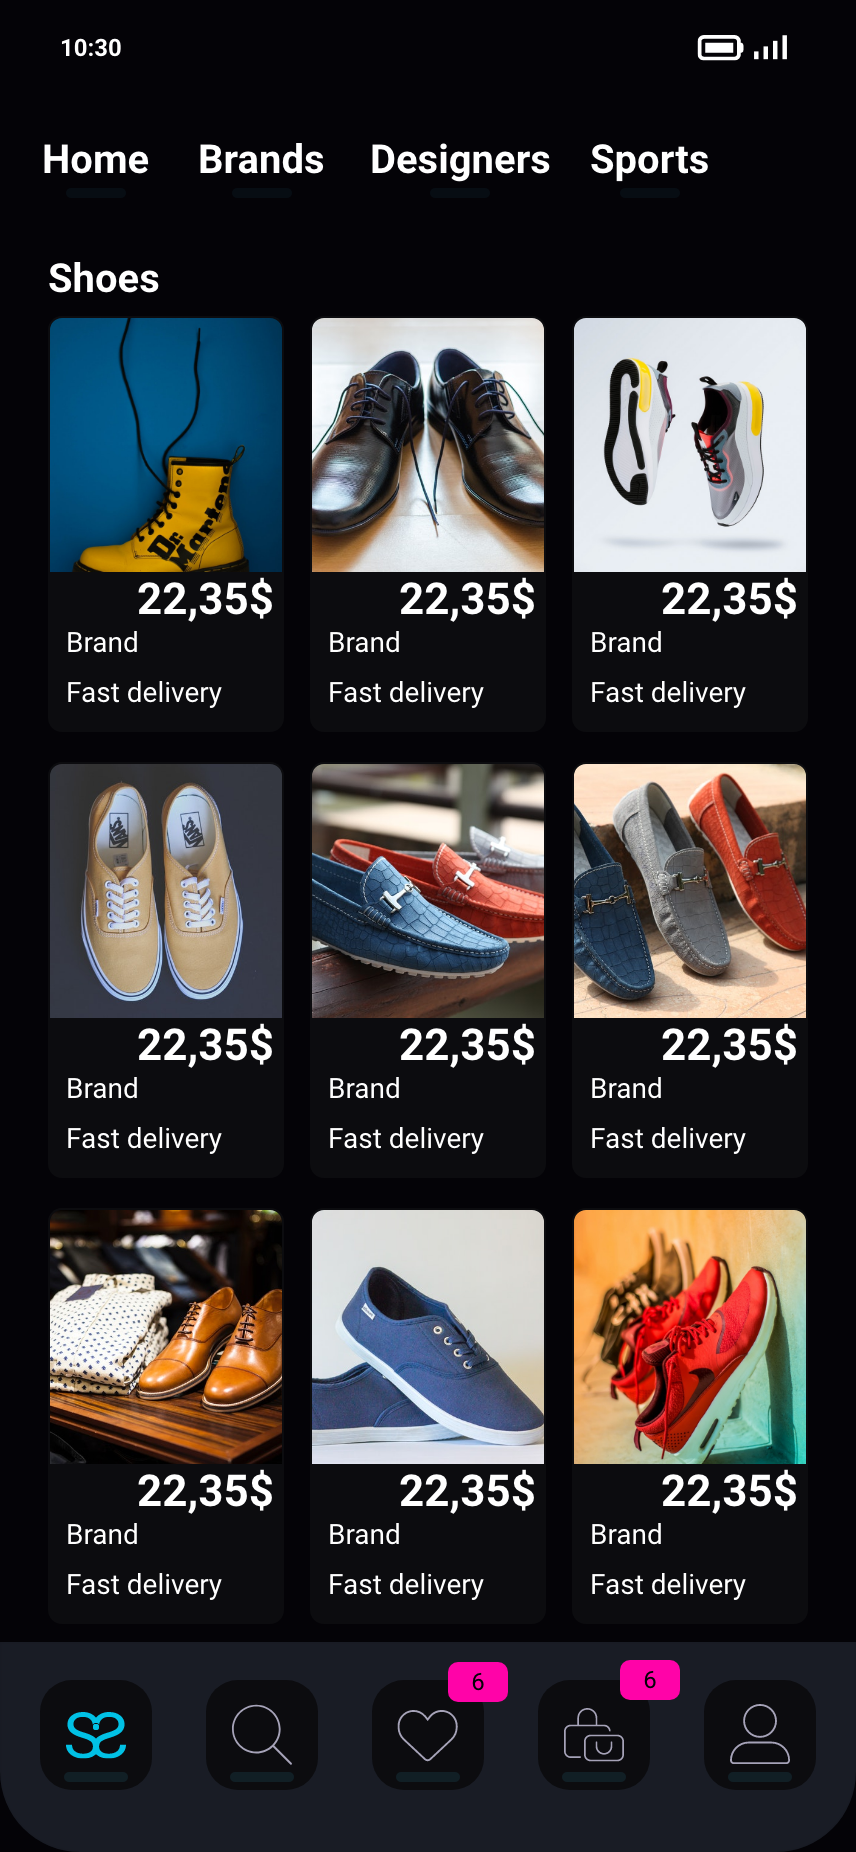 10:30
Home Brands Designers Sports
Shoes
Dr.
Martens
22,35$ 22,35$ 22,35$
Brand Brand Brand
Fast delivery Fast delivery Fast delivery
VANS VANS
22,35$ 22,35$ 22,35$
Brand Brand Brand
Fast delivery Fast delivery Fast delivery
22,35$ 22,35$ 22,35$
Brand Brand Brand
Fast delivery Fast delivery Fast delivery
6 6